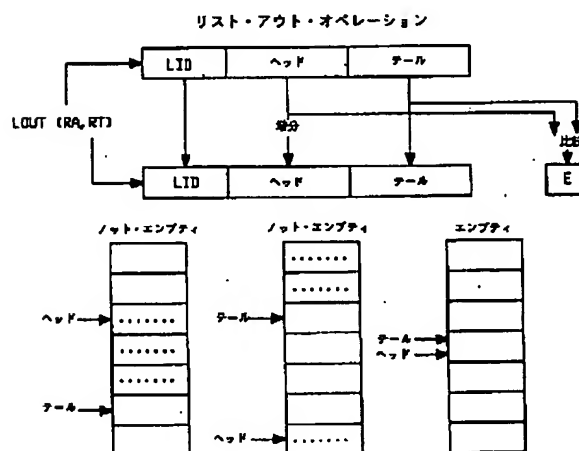 リスト・アウト・オペレーション
LID ヘッド テール
LOUT (RA,RT)
増分
比較
LID ヘッド テール
E
ノット・エンプティ ノット・エンプティ エンプティ
ヘッド
テール
テール
ヘッド
テール
ヘッド